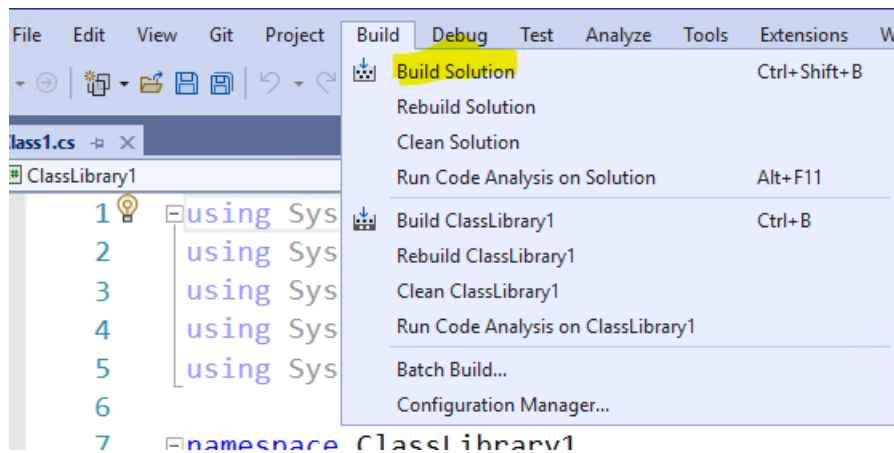 File Edit View Git Project Build Debug Test Analyze Tools Extensions
Build Solution Ctrl+Shift+B
Rebuild Solution
Class1.cs
Clean Solution
ClassLibrary1
Run Code Analysis on Solution Alt+F11
1 using Sys
Build ClassLibrary1 Ctrl+B
2 using Sys
Rebuild ClassLibrary1
3 using Sys
Clean ClassLibrary1
4 using Sys
Run Code Analysis on ClassLibrary1
5 using Sys
Batch Build...
6
Configuration Manager...
7 namespace ClassLibrary1